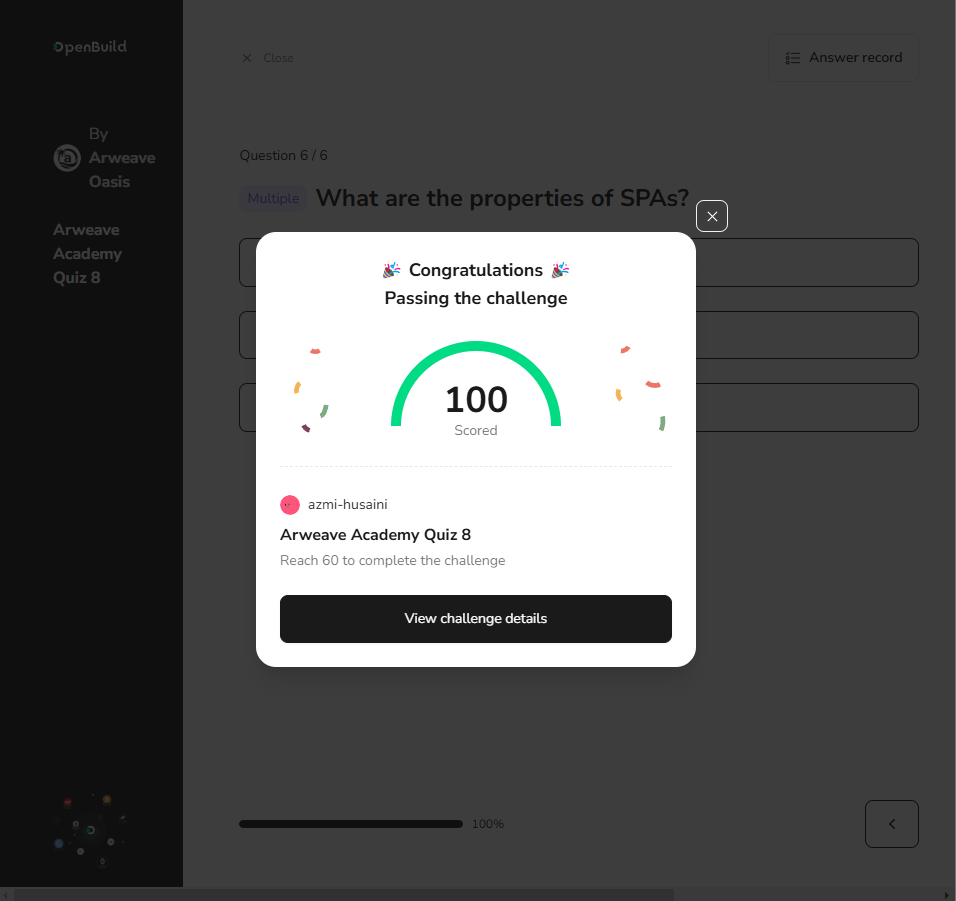 OpenBuild
By
Arweave
Oasis
Arweave
Academy
Quiz 8
Close
Answer record
Question 6 / 6
Multiple
What are the properties of SPAs?
Congratulations
Passing the challenge
100
Scored
azmi-husaini
Arweave Academy Quiz 8
Reach 60 to complete the challenge
View challenge details
100%